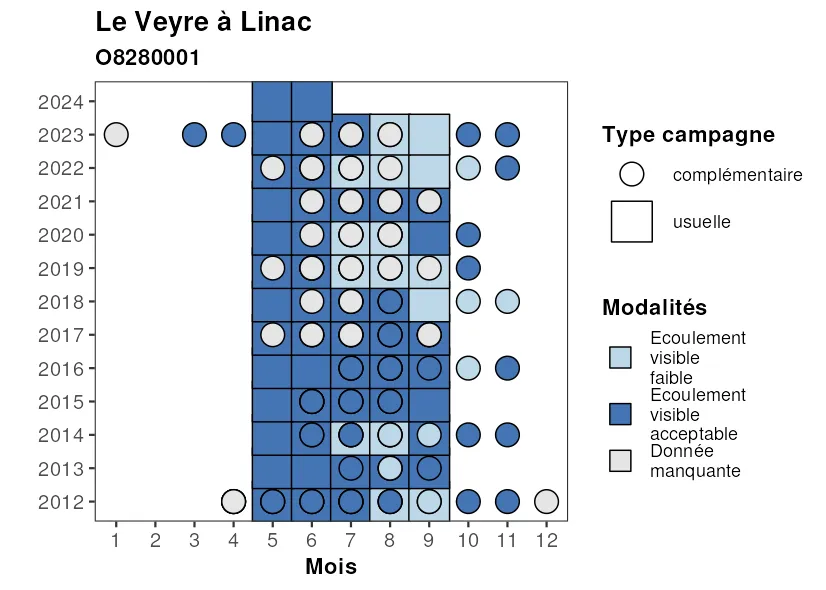 Le Veyre à Linac
O8280001
2024
2023
2022
2021
2020
2019
2018
2017
2016
2015
2014
2013
2012
1 2 3 4 5 6 7 8 9 10 11 12
Mois
Type campagne
complémentaire
usuelle
Modalités
Ecoulement
visible
faible
Ecoulement
visible
acceptable
Donnée
manquante